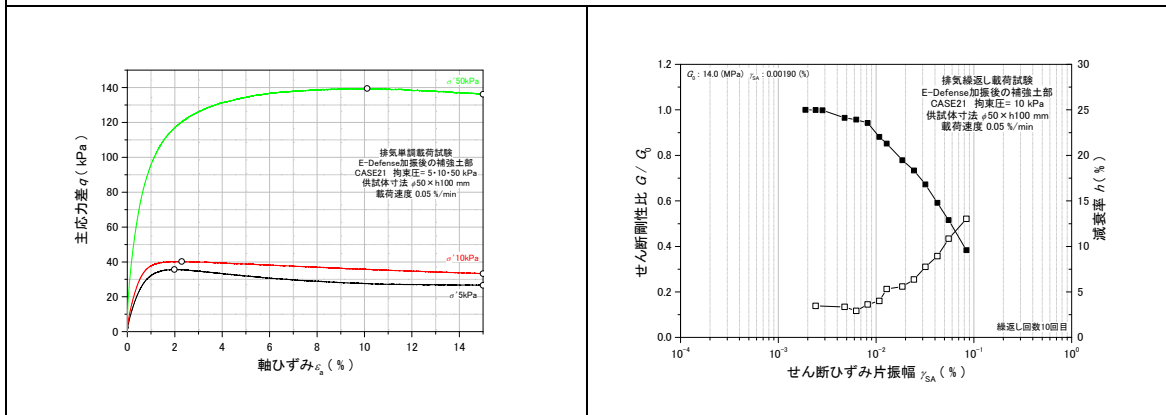 σ'50kPa
140
120
100
80
60
40
20
0
主応力差q (kPa)
排気単調載荷試験
E-Defense加振後の補強土部
CASE21 拘束圧= 5・10・50 kPa
供試体寸法 φ50×h100 mm
載荷速度 0.05 %/min
σ'10kPa
σ'5kPa
0 2 4 6 8 10 12 14
軸ひずみεa (%)
1.2
1.0
0.8
0.6
0.4
0.2
0.0
せん断剛性比 G / G0
G0 : 14.0 (MPa) γSA : 0.00190 (%)
排気繰返し載荷試験
E-Defense加振後の補強土部
CASE21 拘束圧= 10 kPa
供試体寸法 φ50×h100 mm
載荷速度 0.05 %/min
繰返し回数10回目
30
25
20
15
10
5
0
減衰率 h (%)
10⁻⁴ 10⁻³ 10⁻² 10⁻¹ 10⁰
せん断ひずみ片振幅 γSA (%)